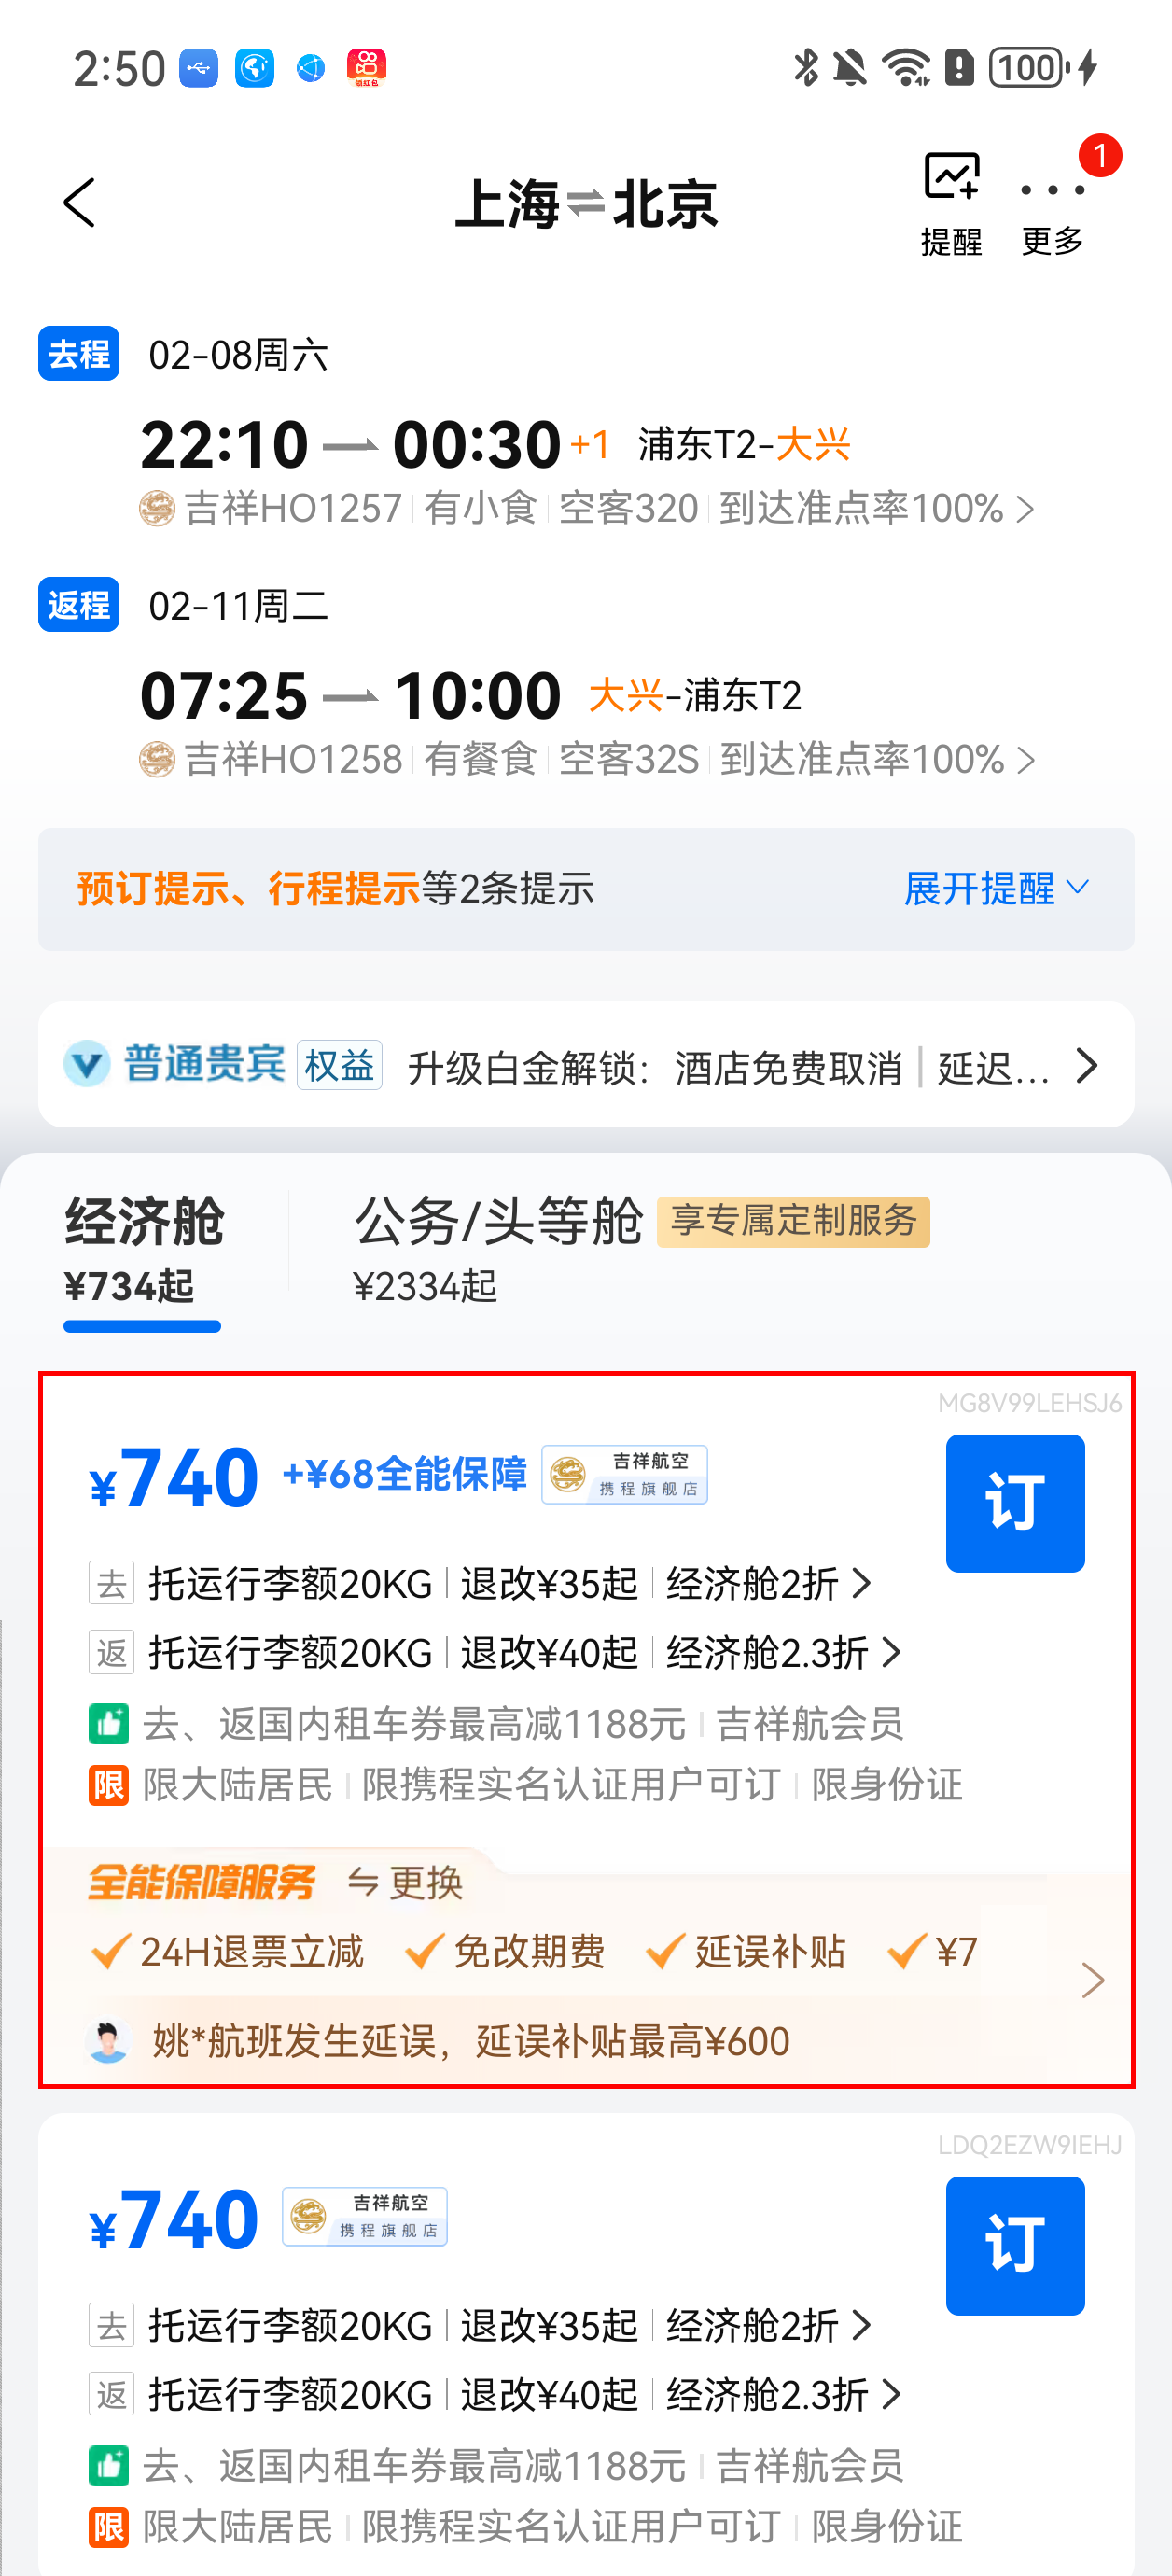 2:50
领红包
100
上海⇌北京
提醒
更多
1
去程 02-08周六
22:10 00:30 +1 浦东T2-大兴
吉祥HO1257 有小食 空客320 到达准点率100%
返程 02-11周二
07:25 10:00 大兴-浦东T2
吉祥HO1258 有餐食 空客32S 到达准点率100%
预订提示、行程提示等2条提示 展开提醒
普通贵宾 权益 升级白金解锁：酒店免费取消 | 延迟...
经济舱 公务/头等舱 享专属定制服务
¥734起 ¥2334起
MG8V99LEHSJ6
¥740 +¥68全能保障 吉祥航空 携程旗舰店 订
去 托运行李额20KG 退改¥35起 经济舱2折
返 托运行李额20KG 退改¥40起 经济舱2.3折
去、返国内租车券最高减1188元 吉祥航会员
限 限大陆居民 限携程实名认证用户可订 限身份证
全能保障服务 更换
24H退票立减 免改期费 延误补贴 ¥7
姚*航班发生延误，延误补贴最高¥600
LDQ2EZW9IEHJ
¥740 吉祥航空 携程旗舰店 订
去 托运行李额20KG 退改¥35起 经济舱2折
返 托运行李额20KG 退改¥40起 经济舱2.3折
去、返国内租车券最高减1188元 吉祥航会员
限 限大陆居民 限携程实名认证用户可订 限身份证